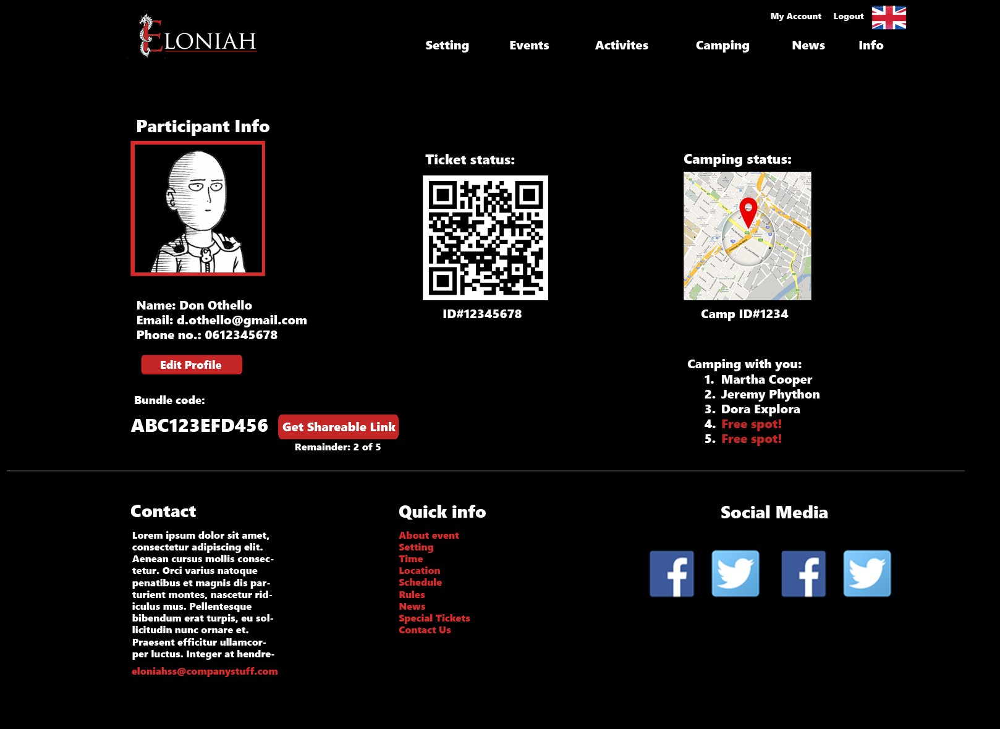 My Account Logout
ELONIAH
Setting Events Activites Camping News Info
Participant Info
Name: Don Othello
Email: d.othello@gmail.com
Phone no.: 0612345678
Edit Profile
Bundle code:
ABC123EFD456
Get Shareable Link
Remainder: 2 of 5
Ticket status:
ID#12345678
Camping status:
Camp ID#1234
Camping with you:
1. Martha Cooper
2. Jeremy Phython
3. Dora Explora
4. Free spot!
5. Free spot!
Contact
Lorem ipsum dolor sit amet,
consectetur adipiscing elit.
Aenean cursus mollis consec-
tetur. Orci varius natoque
penatibus et magnis dis par-
turient montes, nascetur rid-
iculus mus. Pellentesque
bibendum erat turpis, eu sol-
licitudin nunc ornare et.
Praesent efficitur ullamcor-
per luctus. Integer at hendre-
eloniahss@companystuff.com
Quick info
About event
Setting
Time
Location
Schedule
Rules
News
Special Tickets
Contact Us
Social Media